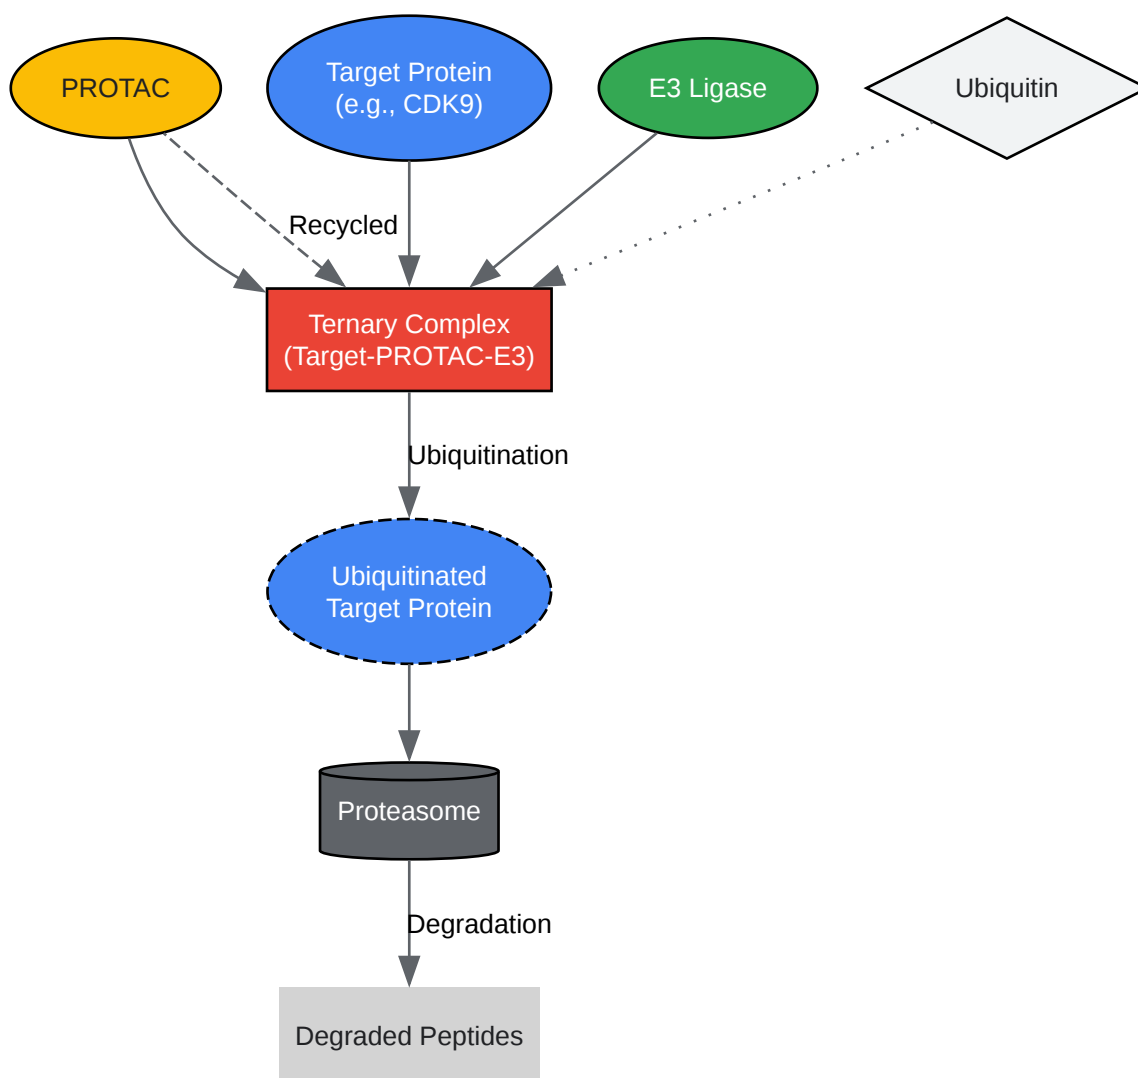 PROTAC
Target Protein
(e.g., CDK9)
E3 Ligase
Ubiquitin
Recycled
Ternary Complex
(Target-PROTAC-E3)
Ubiquitination
Ubiquitinated
Target Protein
Proteasome
Degradation
Degraded Peptides